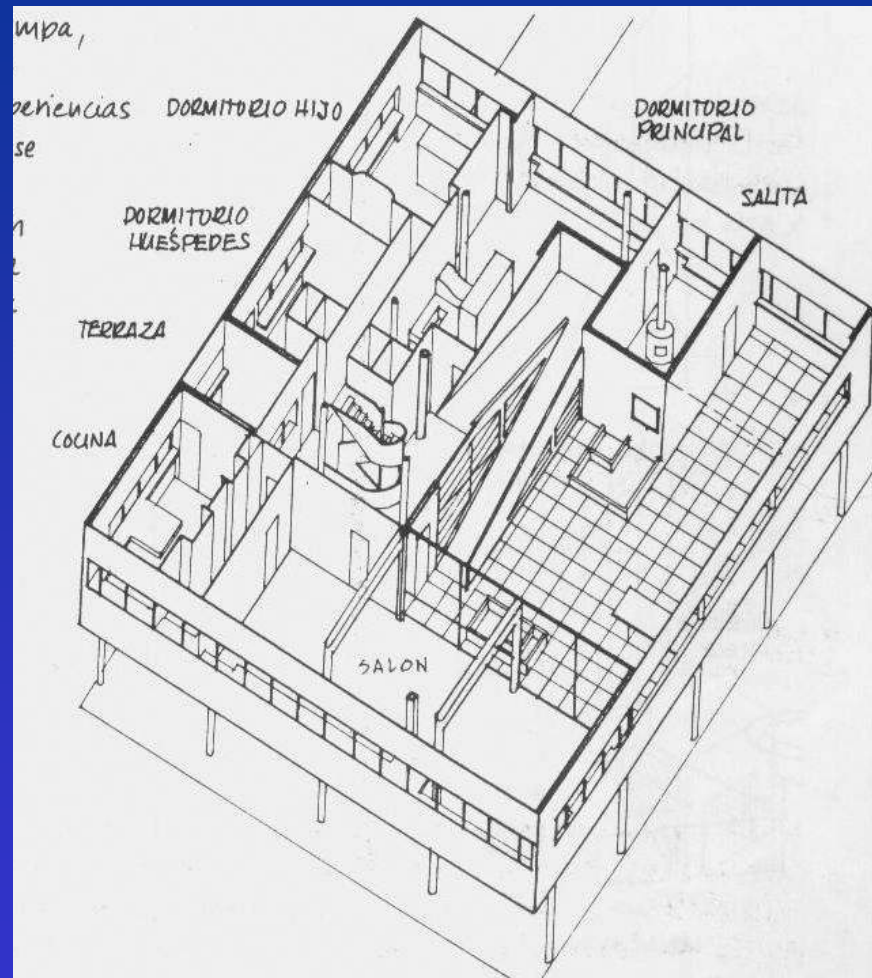 mpa,
periencias
se
DORMITORIO HIJO
DORMITORIO
PRINCIPAL
SALITA
DORMITORIO
HUÉSPEDES
TERRAZA
COCINA
SALON